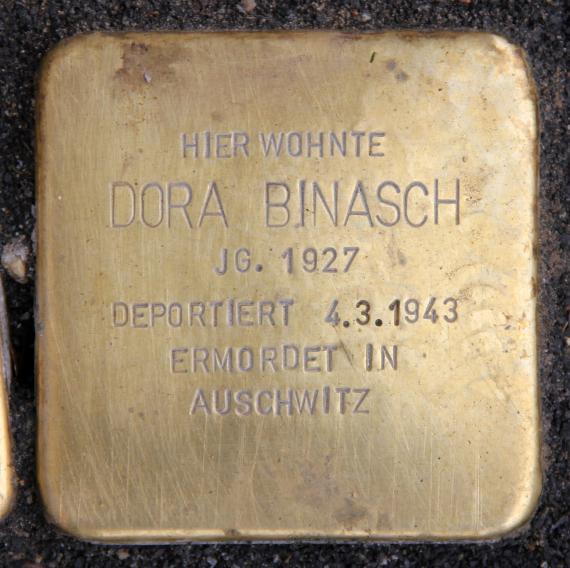 HIER WOHNTE
DORA BINASCH
JG. 1927
DEPORTIERT 4.3.1943
ERMORDET IN
AUSCHWITZ